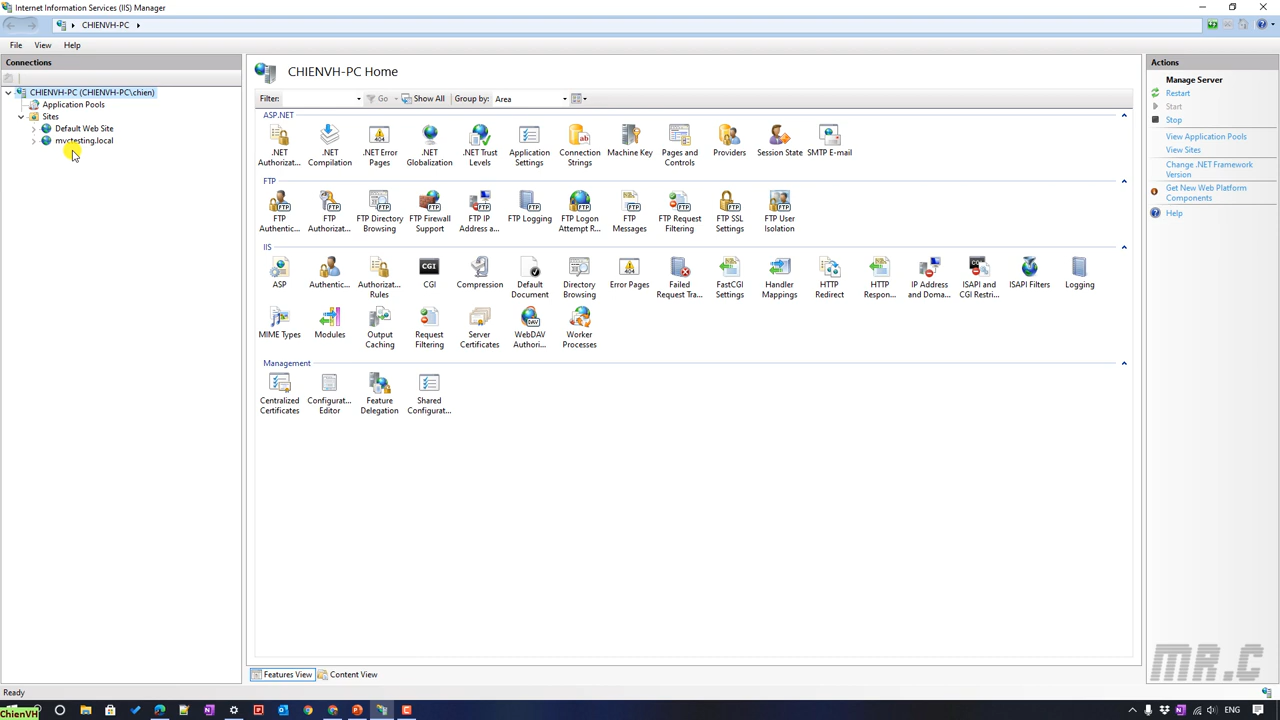 Internet Information Services (IIS) Manager
CHIENVH-PC
File View Help
Connections
CHIENVH-PC (CHIENVH-PC\chien)
Application Pools
Sites
Default Web Site
mvctesting.local
CHIENVH-PC Home
Filter: Go Show All Group by: Area
ASP.NET
.NET Authorizat... .NET Compilation .NET Error Pages .NET Globalization .NET Trust Levels Application Settings Connection Strings Machine Key Pages and Controls Providers Session State SMTP E-mail
FTP
FTP Authentic... FTP Authorizat... FTP Directory Browsing FTP Firewall Support FTP IP Address a... FTP Logging FTP Logon Attempt R... FTP Messages FTP Request Filtering FTP SSL Settings FTP User Isolation
IIS
ASP Authentic... Authorizat... Rules CGI Compression Default Document Directory Browsing Error Pages Failed Request Tra... FastCGI Settings Handler Mappings HTTP Redirect HTTP Respon... IP Address and Doma... ISAPI and CGI Restri... ISAPI Filters Logging
MIME Types Modules Output Caching Request Filtering Server Certificates WebDAV Authori... Worker Processes
Management
Centralized Certificates Configurat... Editor Feature Delegation Shared Configurat...
Features View Content View
Actions
Manage Server
Restart
Start
Stop
View Application Pools
View Sites
Change .NET Framework
Version
Get New Web Platform
Components
Help
MR.C
Ready
ChienVH
ENG